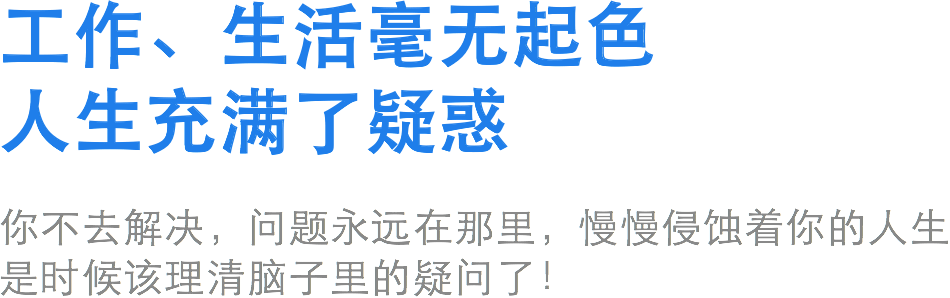 工作、生活毫无起色
人生充满了疑惑
你不去解决，问题永远在那里，慢慢侵蚀着你的人生
是时候该理清脑子里的疑问了！